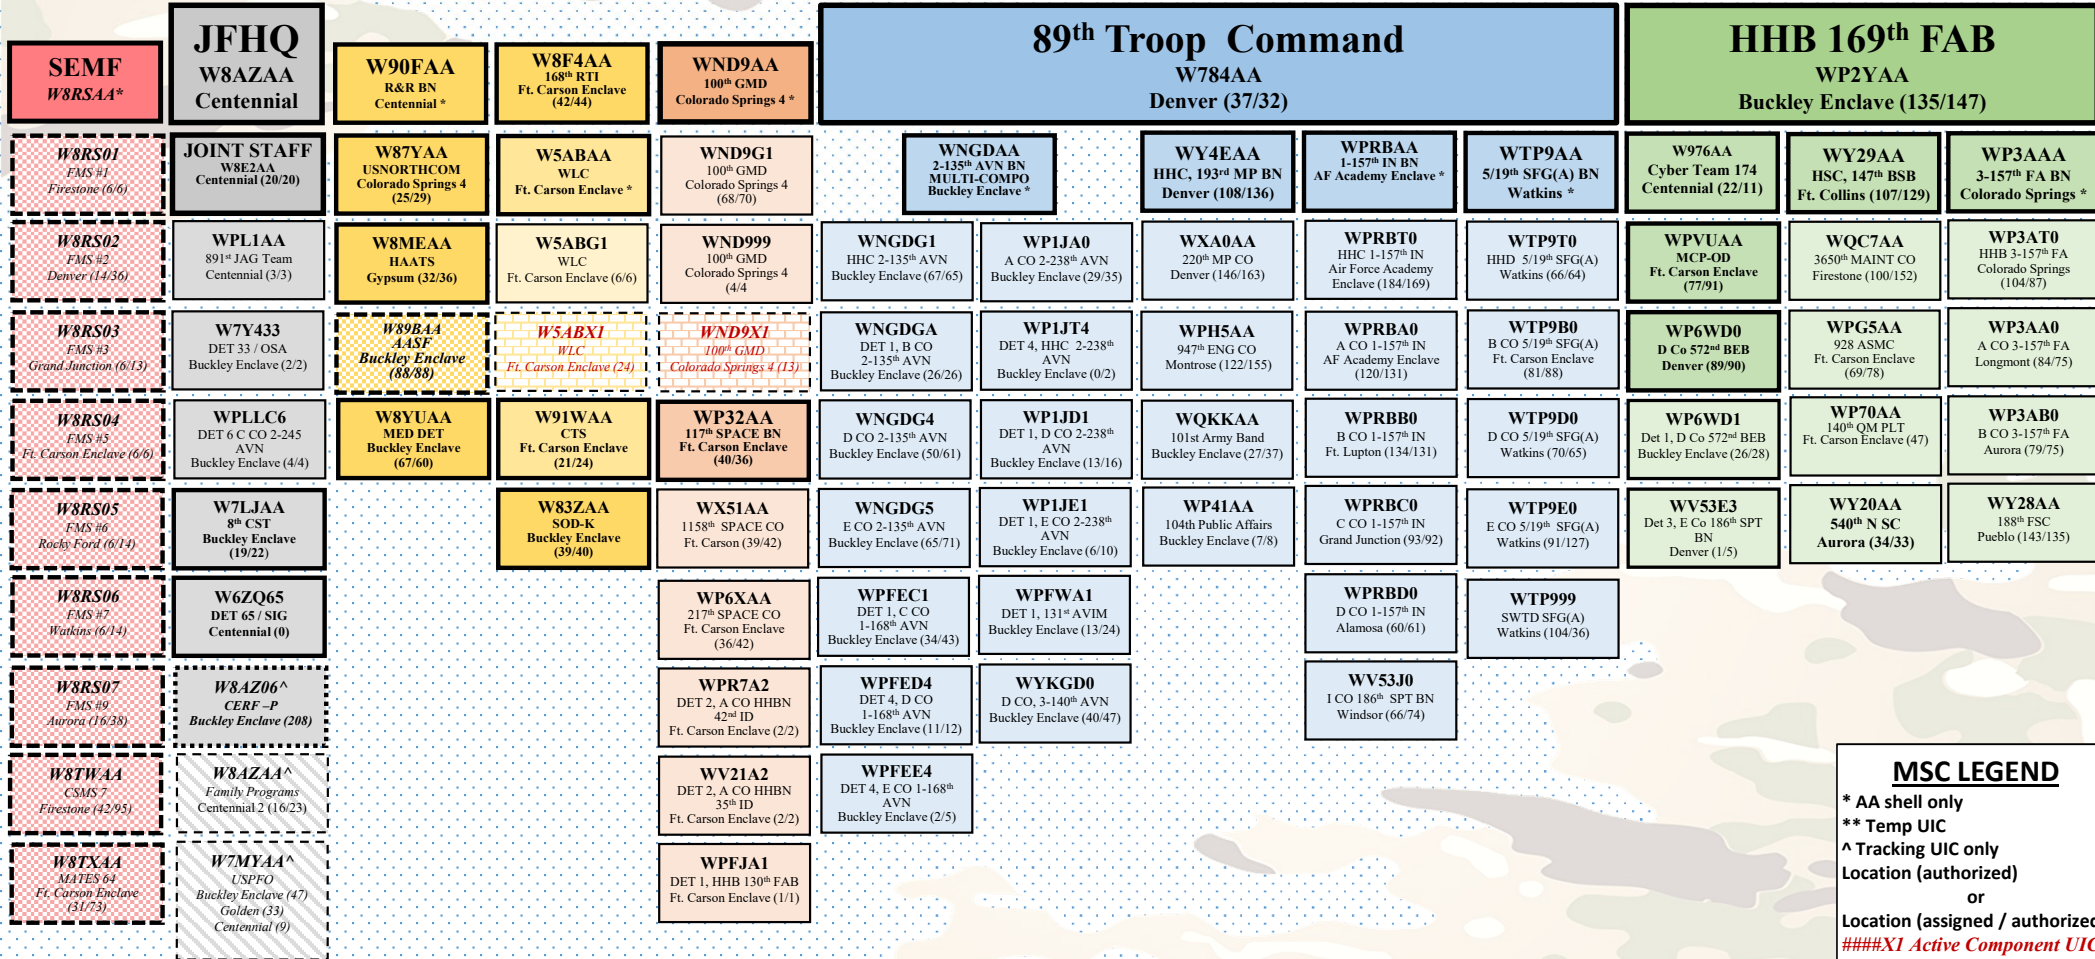 SEMF
W8RSAA*
W8RS01
FMS #1
Firestone (6/6)
W8RS02
FMS #2
Denver (14/36)
W8RS03
FMS #3
Grand Junction (6/13)
W8RS04
FMS #5
Ft. Carson Enclave (6/6)
W8RS05
FMS #6
Rocky Ford (6/14)
W8RS06
FMS #7
Watkins (6/14)
W8RS07
FMS #9
Aurora (16/38)
W8TWAA
CSMS 7
Firestone (42/95)
W8TXAA
MATES 64
Ft. Carson Enclave
(31/73)
JFHQ
W8AZAA
Centennial
JOINT STAFF
W8E2AA
Centennial (20/20)
WPL1AA
891st JAG Team
Centennial (3/3)
W7Y433
DET 33 / OSA
Buckley Enclave (2/2)
WPLLC6
DET 6 C CO 2-245
AVN
Buckley Enclave (4/4)
W7LJAA
8th CST
Buckley Enclave
(19/22)
W6ZQ65
DET 65 / SIG
Centennial (0)
W8AZ06^
CERF –P
Buckley Enclave (208)
W8AZAA^
Family Programs
Centennial 2 (16/23)
W7MYAA^
USPFO
Buckley Enclave (47)
Golden (33)
Centennial (9)
W90FAA
R&R BN
Centennial *
W87YAA
USNORTHCOM
Colorado Springs 4
(25/29)
W8MEAA
HAATS
Gypsum (32/36)
W89BAA
AASF
Buckley Enclave
(88/88)
W8YUAA
MED DET
Buckley Enclave
(67/60)
W8F4AA
168th RTI
Ft. Carson Enclave
(42/44)
W5ABAA
WLC
Ft. Carson Enclave *
W5ABG1
WLC
Ft. Carson Enclave (6/6)
W5ABX1
WLC
Ft. Carson Enclave (24)
W91WAA
CTS
Ft. Carson Enclave
(21/24)
W83ZAA
SOD-K
Buckley Enclave
(39/40)
WND9AA
100th GMD
Colorado Springs 4 *
WND9G1
100th GMD
Colorado Springs 4
(68/70)
WND999
100th GMD
Colorado Springs 4
(4/4
WND9X1
100th GMD
Colorado Springs 4 (13)
WP32AA
117th SPACE BN
Ft. Carson Enclave
(40/36)
WX51AA
1158th SPACE CO
Ft. Carson (39/42)
WP6XAA
217th SPACE CO
Ft. Carson Enclave
(36/42)
WPR7A2
DET 2, A CO HHBN
42nd ID
Ft. Carson Enclave (2/2)
WV21A2
DET 2, A CO HHBN
35th ID
Ft. Carson Enclave (2/2)
WPFJA1
DET 1, HHB 130th FAB
Ft. Carson Enclave (1/1)
89th Troop Command
W784AA
Denver (37/32)
WNGDAA
2-135th AVN BN
MULTI-COMPO
Buckley Enclave *
WNGDG1
HHC 2-135th AVN
Buckley Enclave (67/65)
WNGDGA
DET 1, B CO
2-135th AVN
Buckley Enclave (26/26)
WNGDG4
D CO 2-135th AVN
Buckley Enclave (50/61)
WNGDG5
E CO 2-135th AVN
Buckley Enclave (65/71)
WPFEC1
DET 1, C CO
1-168th AVN
Buckley Enclave (34/43)
WPFED4
DET 4, D CO
1-168th AVN
Buckley Enclave (11/12)
WPFEE4
DET 4, E CO 1-168th
AVN
Buckley Enclave (2/5)
WP1JA0
A CO 2-238th AVN
Buckley Enclave (29/35)
WP1JT4
DET 4, HHC 2-238th
AVN
Buckley Enclave (0/2)
WP1JD1
DET 1, D CO 2-238th
AVN
Buckley Enclave (13/16)
WP1JE1
DET 1, E CO 2-238th
AVN
Buckley Enclave (6/10)
WPFWA1
DET 1, 131st AVIM
Buckley Enclave (13/24)
WYKGD0
D CO, 3-140th AVN
Buckley Enclave (40/47)
WY4EAA
HHC, 193rd MP BN
Denver (108/136)
WXA0AA
220th MP CO
Denver (146/163)
WPH5AA
947th ENG CO
Montrose (122/155)
WQKKAA
101st Army Band
Buckley Enclave (27/37)
WP41AA
104th Public Affairs
Buckley Enclave (7/8)
WPRBAA
1-157th IN BN
AF Academy Enclave *
WPRBT0
HHC 1-157th IN
Air Force Academy
Enclave (184/169)
WPRBA0
A CO 1-157th IN
AF Academy Enclave
(120/131)
WPRBB0
B CO 1-157th IN
Ft. Lupton (134/131)
WPRBC0
C CO 1-157th IN
Grand Junction (93/92)
WPRBD0
D CO 1-157th IN
Alamosa (60/61)
WV53J0
I CO 186th SPT BN
Windsor (66/74)
WTP9AA
5/19th SFG(A) BN
Watkins *
WTP9T0
HHD 5/19th SFG(A)
Watkins (66/64)
WTP9B0
B CO 5/19th SFG(A)
Ft. Carson Enclave
(81/88)
WTP9D0
D CO 5/19th SFG(A)
Watkins (70/65)
WTP9E0
E CO 5/19th SFG(A)
Watkins (91/127)
WTP999
SWTD SFG(A)
Watkins (104/36)
HHB 169th FAB
WP2YAA
Buckley Enclave (135/147)
W976AA
Cyber Team 174
Centennial (22/11)
WPVUAA
MCP-OD
Ft. Carson Enclave
(77/91)
WP6WD0
D Co 572nd BEB
Denver (89/90)
WP6WD1
Det 1, D Co 572nd BEB
Buckley Enclave (26/28)
WV53E3
Det 3, E Co 186th SPT
BN
Denver (1/5)
WY29AA
HSC, 147th BSB
Ft. Collins (107/129)
WQC7AA
3650th MAINT CO
Firestone (100/152)
WPG5AA
928 ASMC
Ft. Carson Enclave
(69/78)
WP70AA
140th QM PLT
Ft. Carson Enclave (47)
WY20AA
540th N SC
Aurora (34/33)
WP3AAA
3-157th FA BN
Colorado Springs *
WP3AT0
HHB 3-157th FA
Colorado Springs
(104/87)
WP3AA0
A CO 3-157th FA
Longmont (84/75)
WP3AB0
B CO 3-157th FA
Aurora (79/75)
WY28AA
188th FSC
Pueblo (143/135)
MSC LEGEND
* AA shell only
** Temp UIC
^ Tracking UIC only
Location (authorized)
or
Location (assigned / authorized
####X1 Active Component UIC